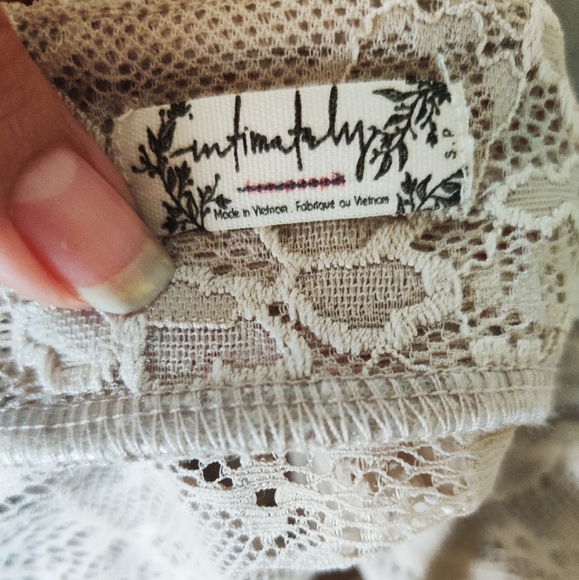 intimately
Made in Vietnam . Fabriqué au Vietnam
S.P